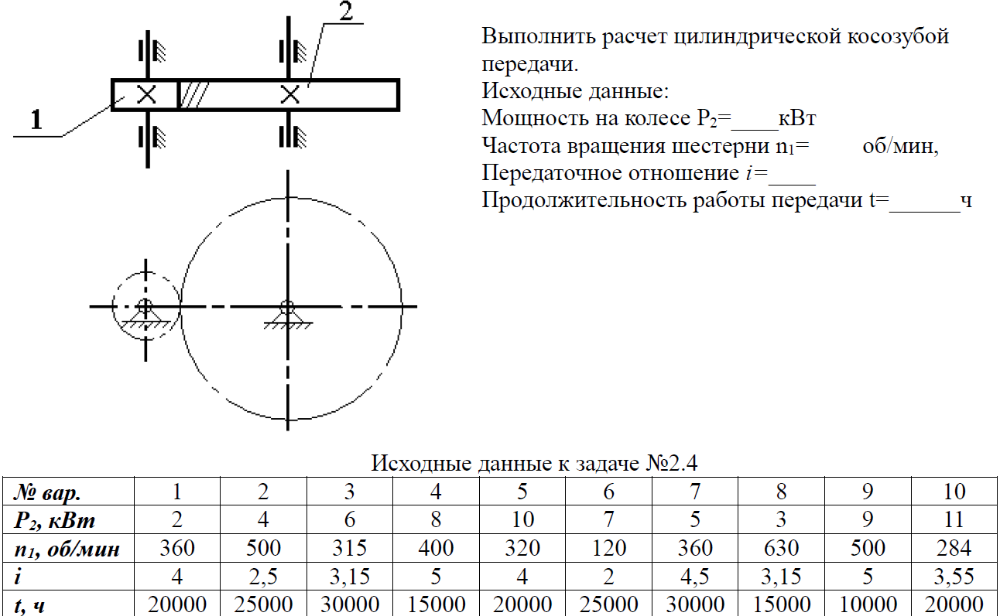 2
1
Выполнить расчет цилиндрической косозубой
передачи.
Исходные данные:
Мощность на колесе P2=____кВт
Частота вращения шестерни n1= об/мин,
Передаточное отношение i=____
Продолжительность работы передачи t=______ч
Исходные данные к задаче №2.4
№ вар. 1 2 3 4 5 6 7 8 9 10
P2, кВт 2 4 6 8 10 7 5 3 9 11
n1, об/мин 360 500 315 400 320 120 360 630 500 284
i 4 2,5 3,15 5 4 2 4,5 3,15 5 3,55
t, ч 20000 25000 30000 15000 20000 25000 30000 15000 10000 20000